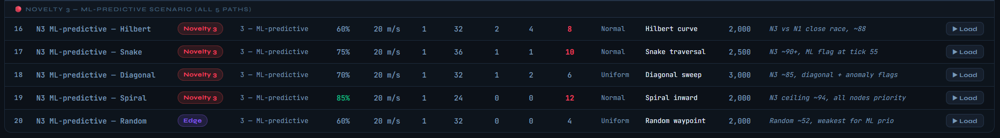 NOVELTY 3 — ML-PREDICTIVE SCENARIO (ALL 5 PATHS)
16 N3 ML-predictive — Hilbert Novelty 3 3 — ML-predictive 60% 20 m/s 1 32 2 4 8 Normal Hilbert curve 2,000 N3 vs N1 close race, ~88 ▶ Load
17 N3 ML-predictive — Snake Novelty 3 3 — ML-predictive 75% 20 m/s 1 36 1 1 10 Normal Snake traversal 2,500 N3 ~90+, ML flag at tick 55 ▶ Load
18 N3 ML-predictive — Diagonal Novelty 3 3 — ML-predictive 70% 20 m/s 1 32 1 2 6 Uniform Diagonal sweep 3,000 N3 ~85, diagonal + anomaly flags ▶ Load
19 N3 ML-predictive — Spiral Novelty 3 3 — ML-predictive 85% 20 m/s 1 24 0 0 12 Normal Spiral inward 2,000 N3 ceiling ~94, all nodes priority ▶ Load
20 N3 ML-predictive — Random Edge 3 — ML-predictive 60% 20 m/s 1 32 0 0 4 Uniform Random waypoint 2,000 Random ~52, weakest for ML prio ▶ Load